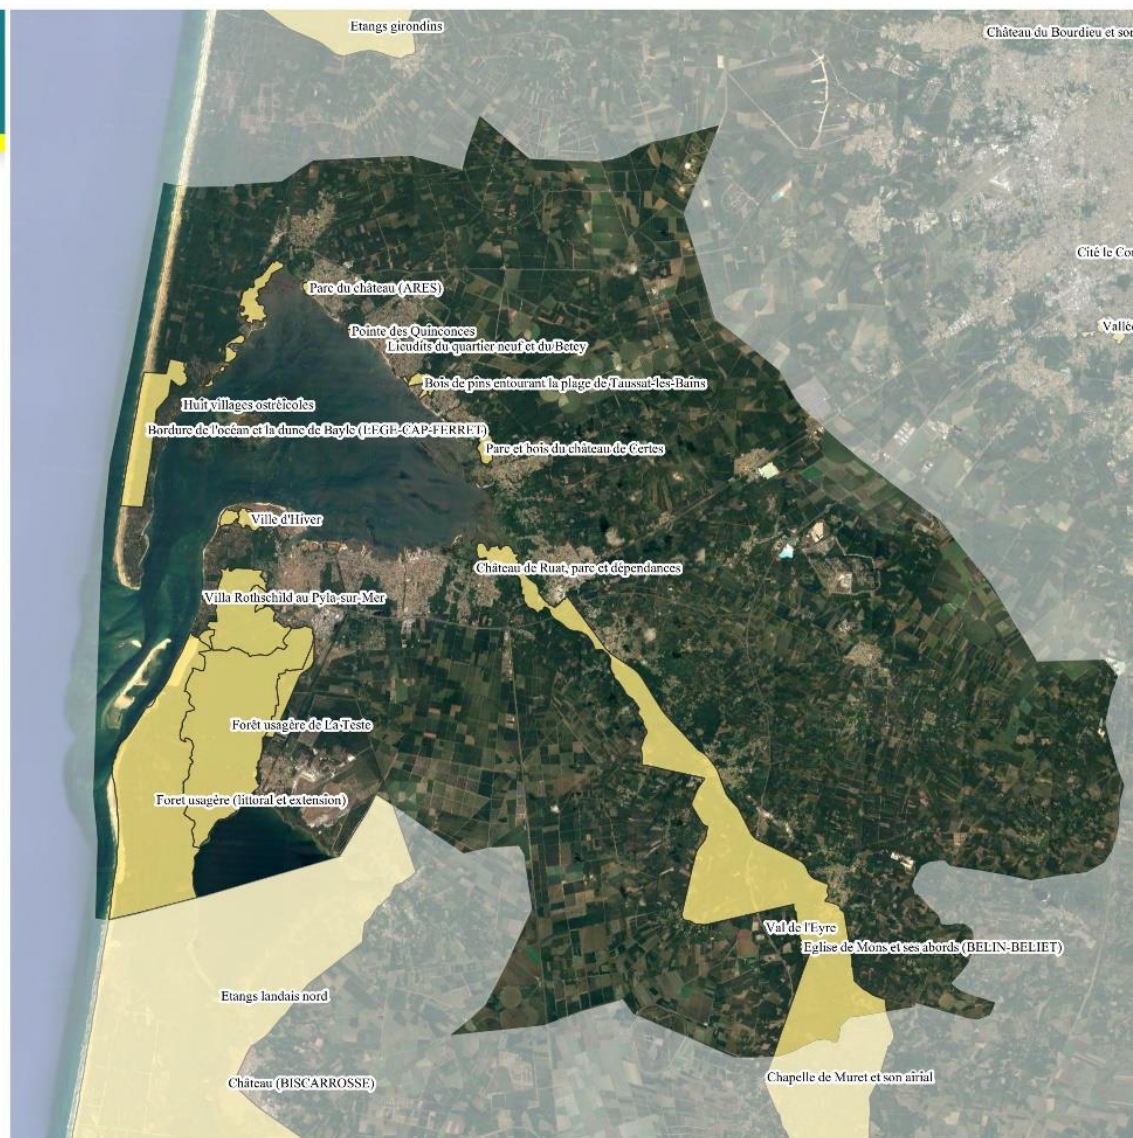 Etangs girondins
Château du Bourdieu et son
Cité le Cou
Parc du château (ARES)
Vallée
Pointe des Quinconces
Lieudits du quartier neuf et du Betey
Bois de pins entourant la plage de Taussat-les-Bains
Huit villages ostréicoles
Bordure de l'océan et la dune de Bayle (LEGE-CAP-FERRET)
Parc et bois du château de Certes
Ville d'Hiver
Château de Ruat, parc et dépendances
Villa Rothschild au Pyla-sur-Mer
Forêt usagère de La Teste
Foret usagère (littoral et extension)
Val de l'Eyre
Eglise de Mons et ses abords (BELIN-BELIET)
Etangs landais nord
Château (BISCARROSSE)
Chapelle de Muret et son airial